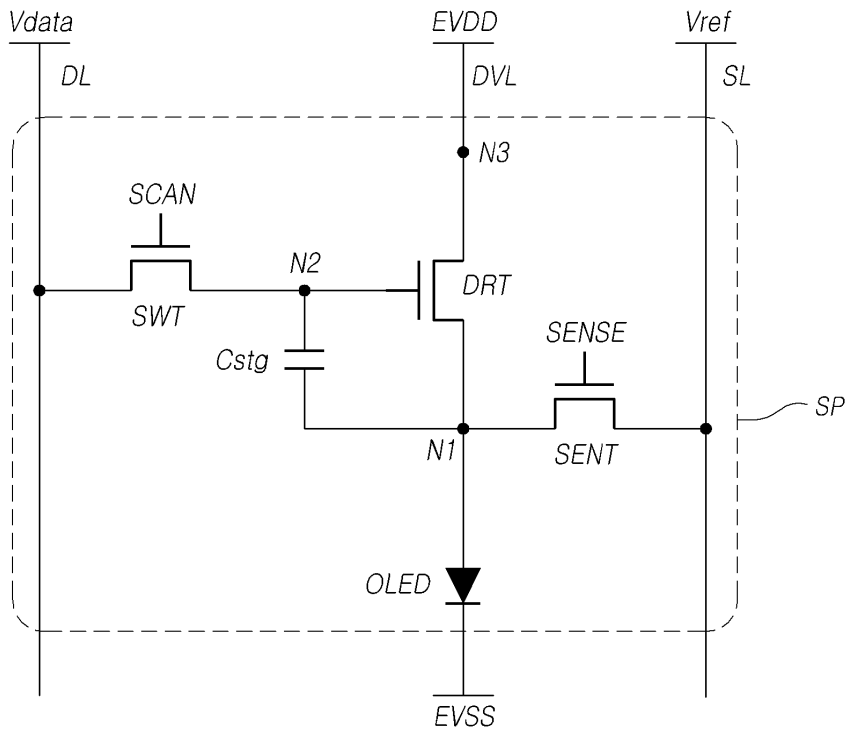 Vdata
EVDD
Vref
DL
DVL
SL
N3
SCAN
N2
DRT
SWT
SENSE
Cstg
SP
N1
SENT
OLED
EVSS